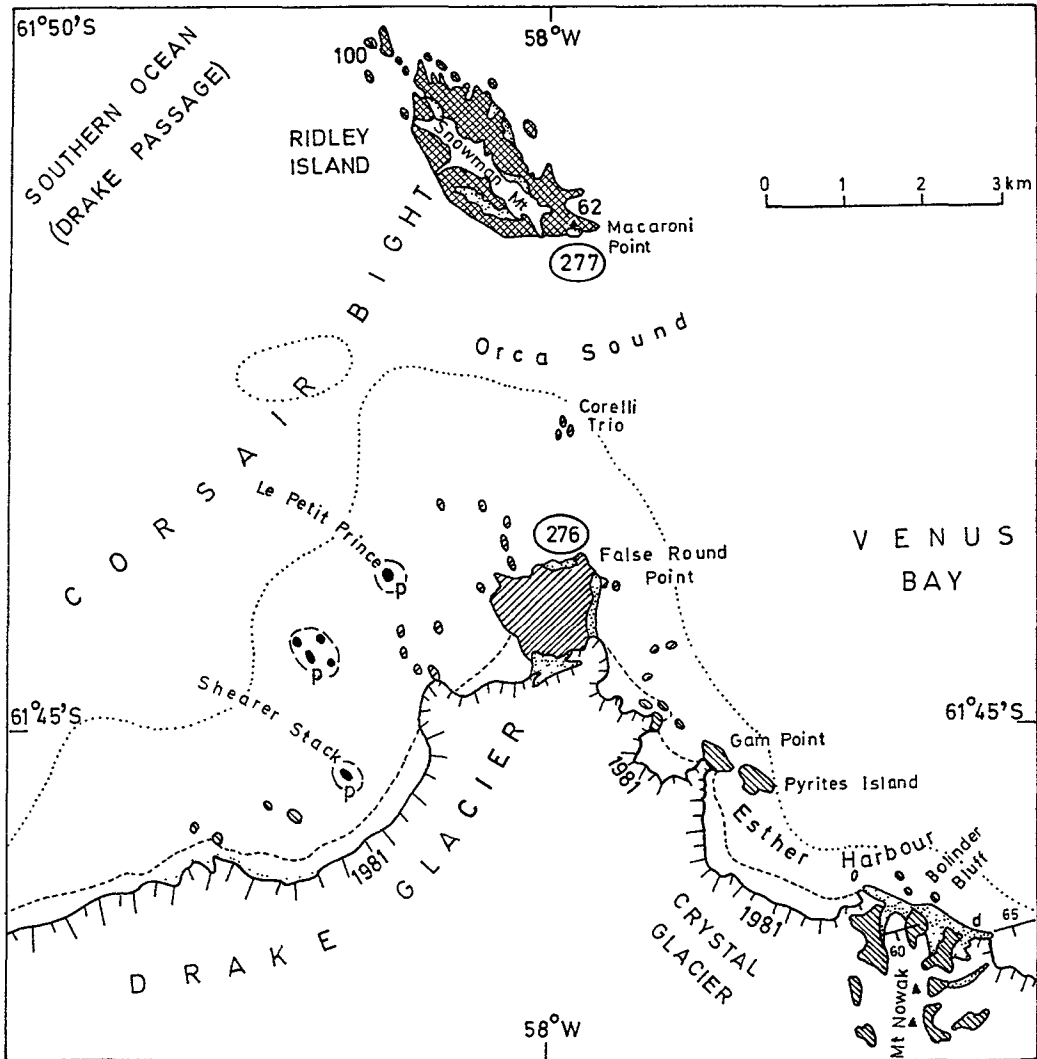 61°50'S
58°W
SOUTHERN OCEAN
(DRAKE PASSAGE)
100
RIDLEY
ISLAND
Snowman Mt
62
Macaroni
Point
277
0 1 2 3 km
CORSAIR BIGHT
Orca Sound
Corelli
Trio
Le Petit Prince
p
276
False Round
Point
VENUS
BAY
p
Shearer Stack
p
61°45'S
61°45'S
Gam Point
Pyrites Island
1981
1981
Esther Harbour
Bolinder
Bluff
1981
DRAKE GLACIER
CRYSTAL
GLACIER
d
65
60
Mt Nowak
58°W